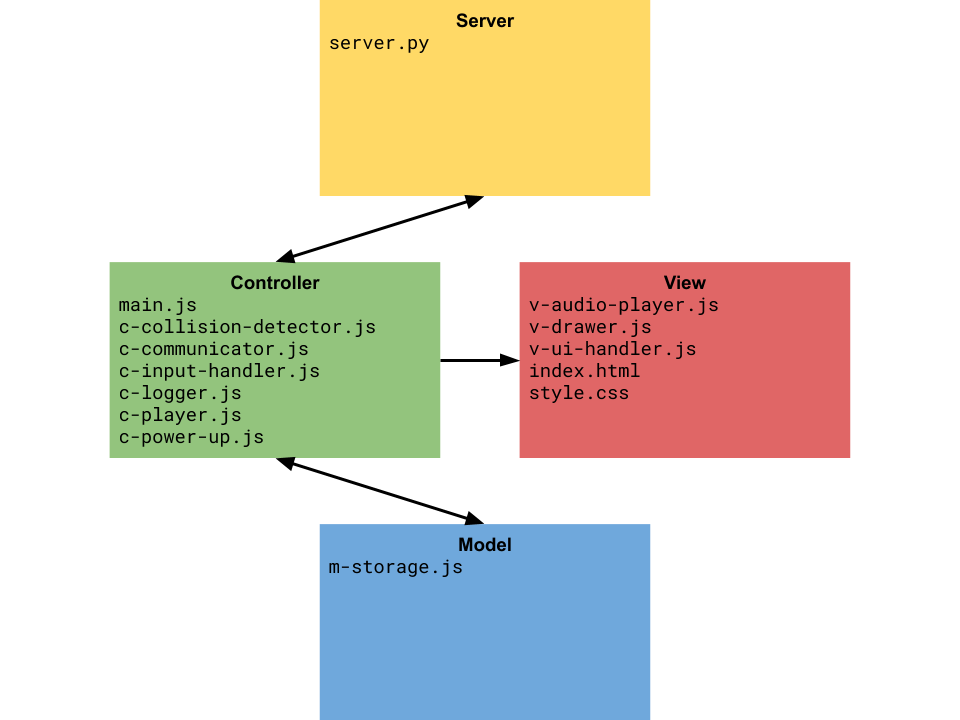 Server
server.py
Controller
main.js
c-collision-detector.js
c-communicator.js
c-input-handler.js
c-logger.js
c-player.js
c-power-up.js
View
v-audio-player.js
v-drawer.js
v-ui-handler.js
index.html
style.css
Model
m-storage.js